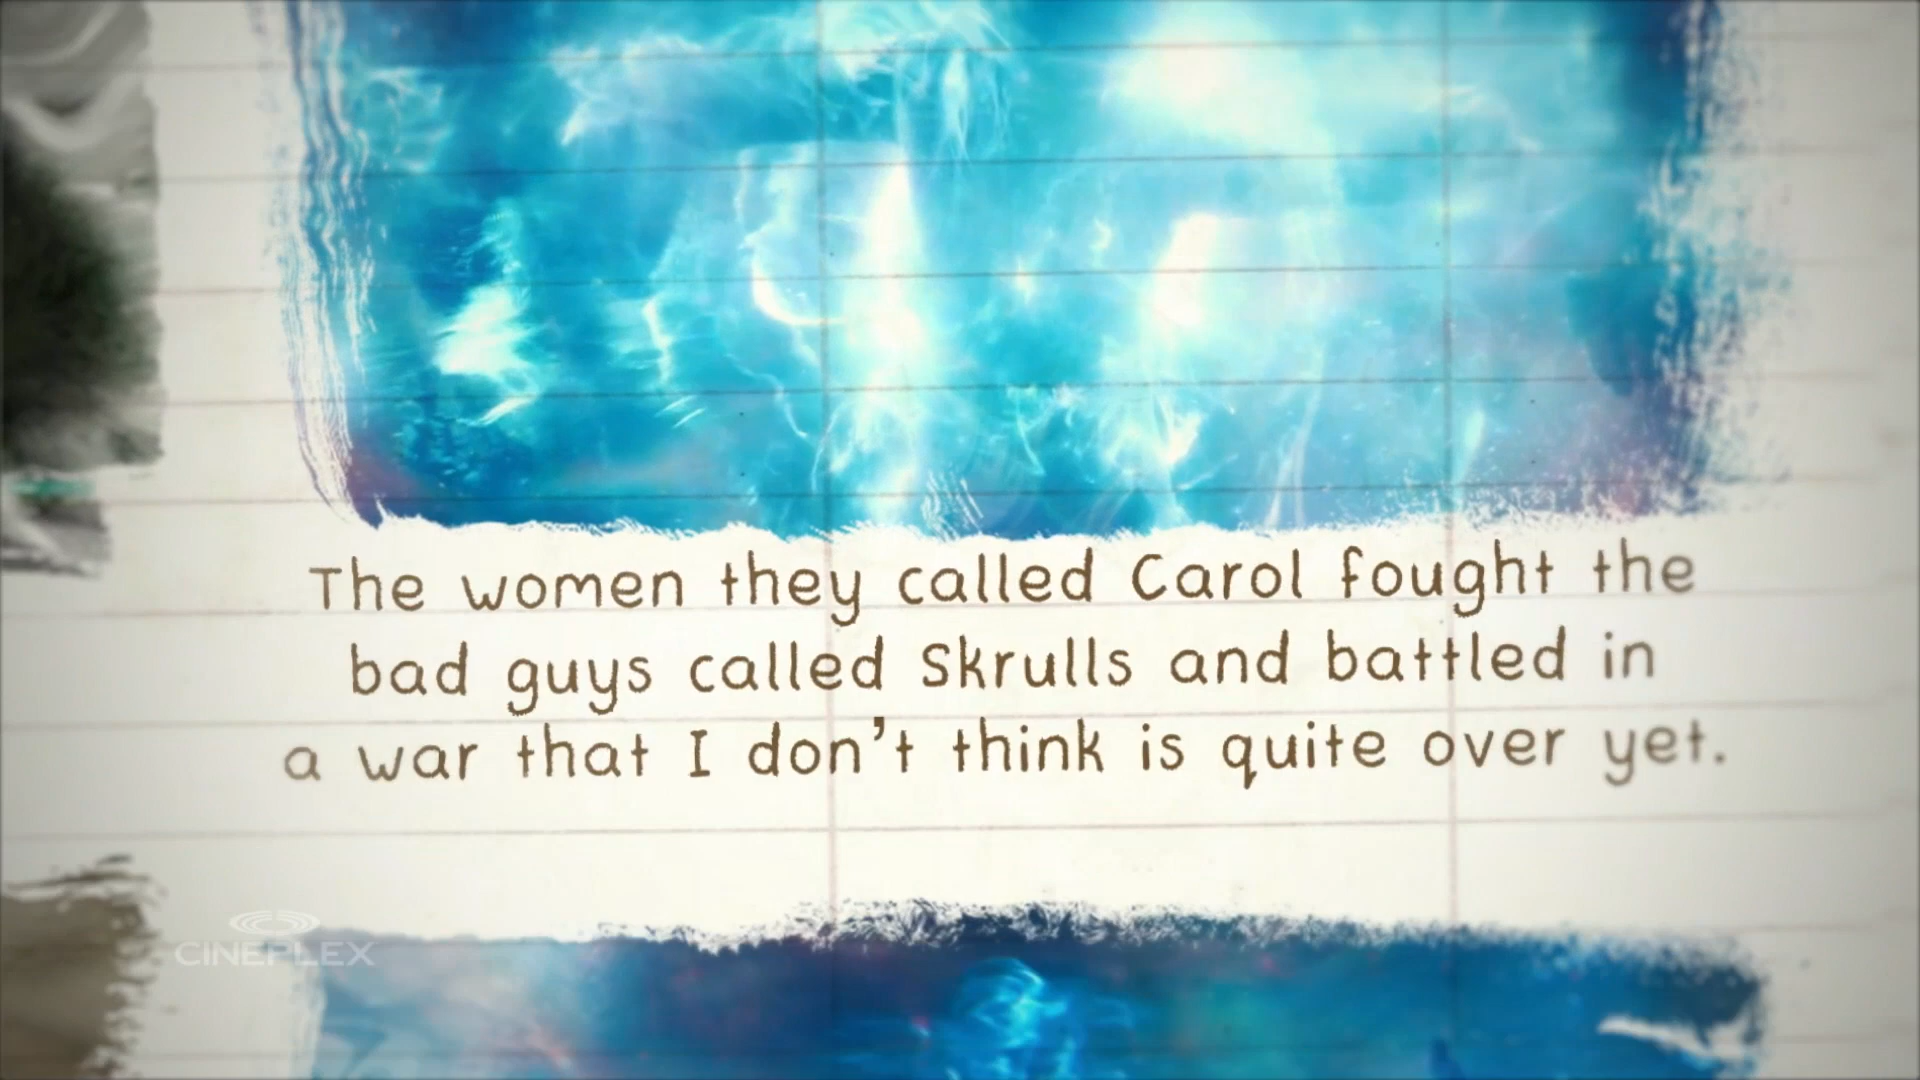 The women they called Carol fought the
bad guys called Skrulls and battled in
a war that I don't think is quite over yet.
CINEPLEX